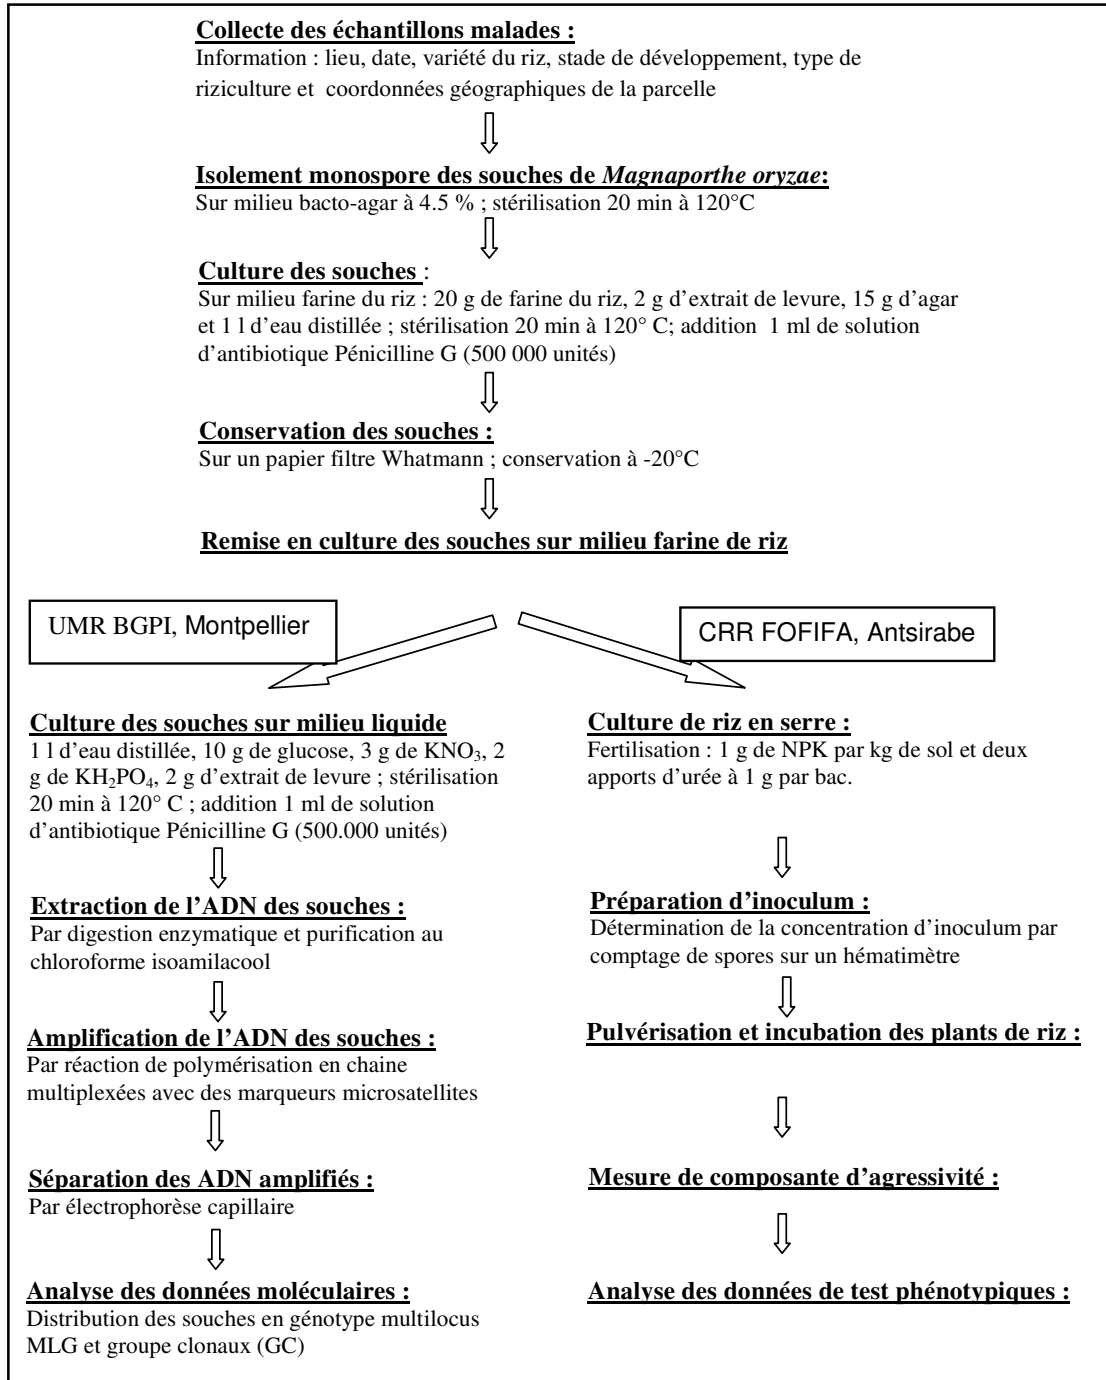 Collecte des échantillons malades :
Information : lieu, date, variété du riz, stade de développement, type de
riziculture et coordonnées géographiques de la parcelle
Isolement monospore des souches de Magnaporthe oryzae:
Sur milieu bacto-agar à 4.5 % ; stérilisation 20 min à 120°C
Culture des souches :
Sur milieu farine du riz : 20 g de farine du riz, 2 g d’extrait de levure, 15 g d’agar
et 1 l d’eau distillée ; stérilisation 20 min à 120° C; addition 1 ml de solution
d’antibiotique Pénicilline G (500 000 unités)
Conservation des souches :
Sur un papier filtre Whatmann ; conservation à -20°C
Remise en culture des souches sur milieu farine de riz
UMR BGPI, Montpellier
Culture des souches sur milieu liquide
1 l d’eau distillée, 10 g de glucose, 3 g de KNO₃, 2
g de KH₂PO₄, 2 g d’extrait de levure ; stérilisation
20 min à 120° C ; addition 1 ml de solution
d’antibiotique Pénicilline G (500.000 unités)
Extraction de l’ADN des souches :
Par digestion enzymatique et purification au
chloroforme isoamilacool
Amplification de l’ADN des souches :
Par réaction de polymérisation en chaine
multiplexées avec des marqueurs microsatellites
Séparation des ADN amplifiés :
Par électrophorèse capillaire
Analyse des données moléculaires :
Distribution des souches en génotype multilocus
MLG et groupe clonaux (GC)
CRR FOFIFA, Antsirabe
Culture de riz en serre :
Fertilisation : 1 g de NPK par kg de sol et deux
apports d’urée à 1 g par bac.
Préparation d’inoculum :
Détermination de la concentration d’inoculum par
comptage de spores sur un hématimètre
Pulvérisation et incubation des plants de riz :
Mesure de composante d’agressivité :
Analyse des données de test phénotypiques :